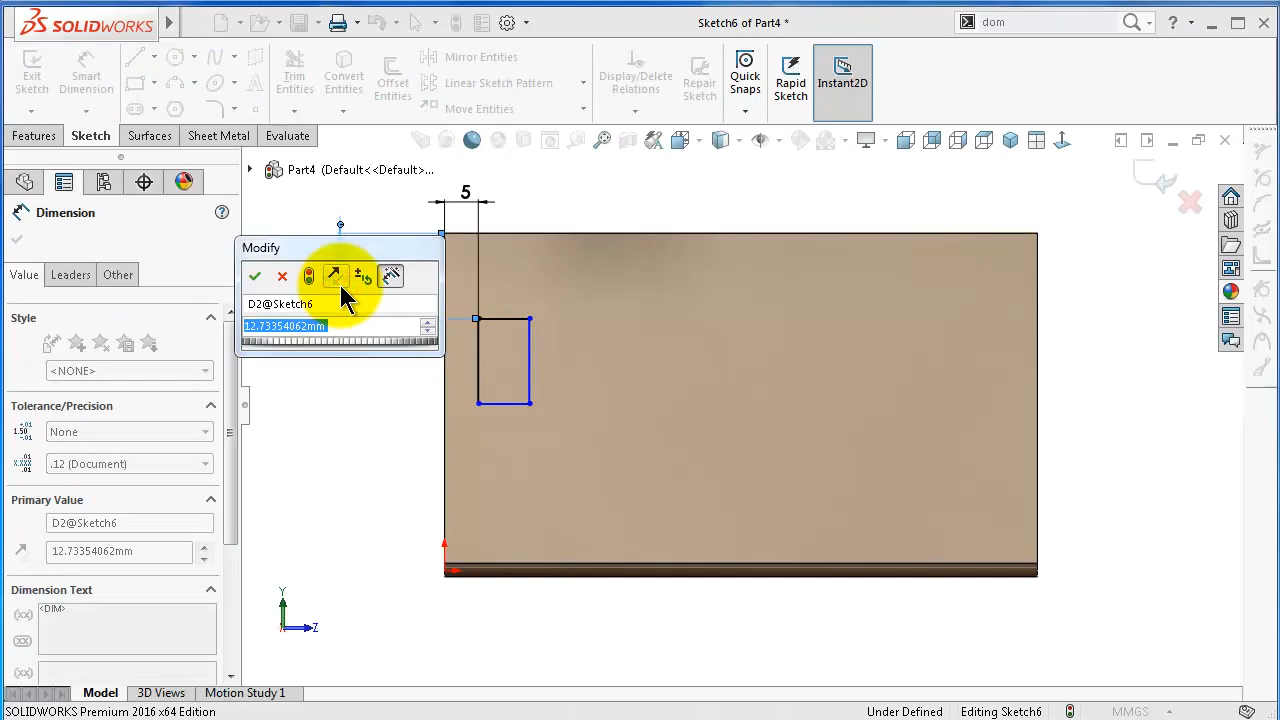 SOLIDWORKS
Sketch6 of Part4 *
dom
?
Exit Sketch
Smart Dimension
Trim Entities
Convert Entities
Offset Entities
Mirror Entities
Linear Sketch Pattern
Move Entities
Display/Delete Relations
Repair Sketch
Quick Snaps
Rapid Sketch
Instant2D
Features
Sketch
Surfaces
Sheet Metal
Evaluate
Part4 (Default<<Default>...
Dimension
?
Value
Leaders
Other
Style
<NONE>
Tolerance/Precision
1.50
None
.12 (Document)
Primary Value
D2@Sketch6
12.73354062mm
Dimension Text
<DIM>
Modify
D2@Sketch6
12.73354062mm
5
Y
Z
Model
3D Views
Motion Study 1
SOLIDWORKS Premium 2016 x64 Edition
Under Defined
Editing Sketch6
MMGS